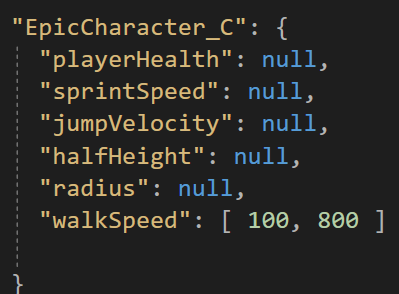 "EpicCharacter_C": {
"playerHealth": null,
"sprintSpeed": null,
"jumpVelocity": null,
"halfHeight": null,
"radius": null,
"walkSpeed": [ 100, 800 ]
}